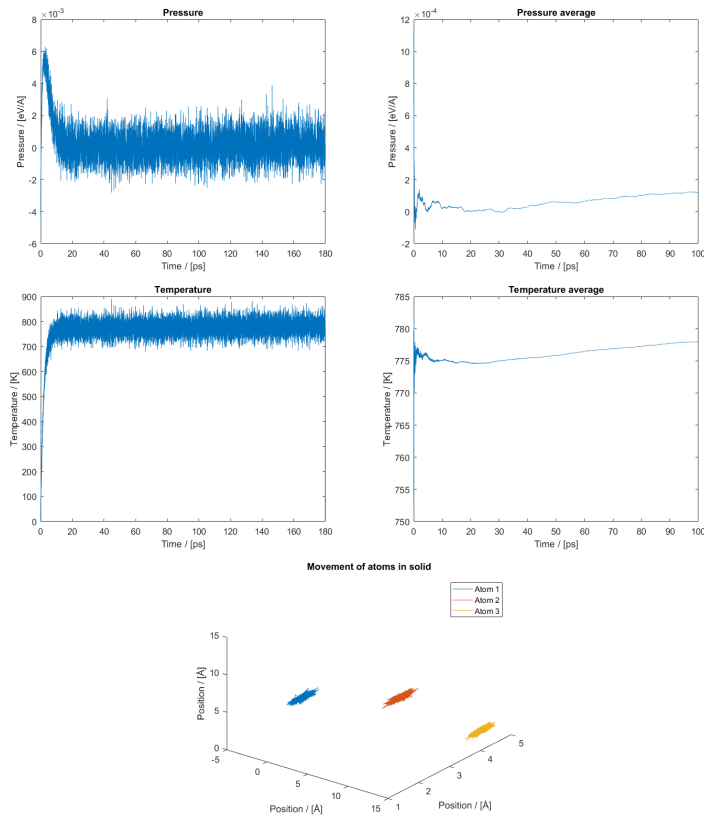 Pressure
×10⁻³
8
6
4
2
0
-2
-4
-6
Pressure / [eV/A]
0 20 40 60 80 100 120 140 160 180
Time / [ps]
Pressure average
×10⁻⁴
12
10
8
6
4
2
0
-2
Pressure / [eV/A]
0 10 20 30 40 50 60 70 80 90 100
Time / [ps]
Temperature
900
800
700
600
500
400
300
200
100
0
Temperature / [K]
0 20 40 60 80 100 120 140 160 180
Time / [ps]
Temperature average
785
780
775
770
765
760
755
750
Temperature / [K]
0 10 20 30 40 50 60 70 80 90 100
Time / [ps]
Movement of atoms in solid
Atom 1
Atom 2
Atom 3
15
10
5
0
Position / [Å]
-5 0 5 10 15
Position / [Å]
1 2 3 4 5
Position / [Å]